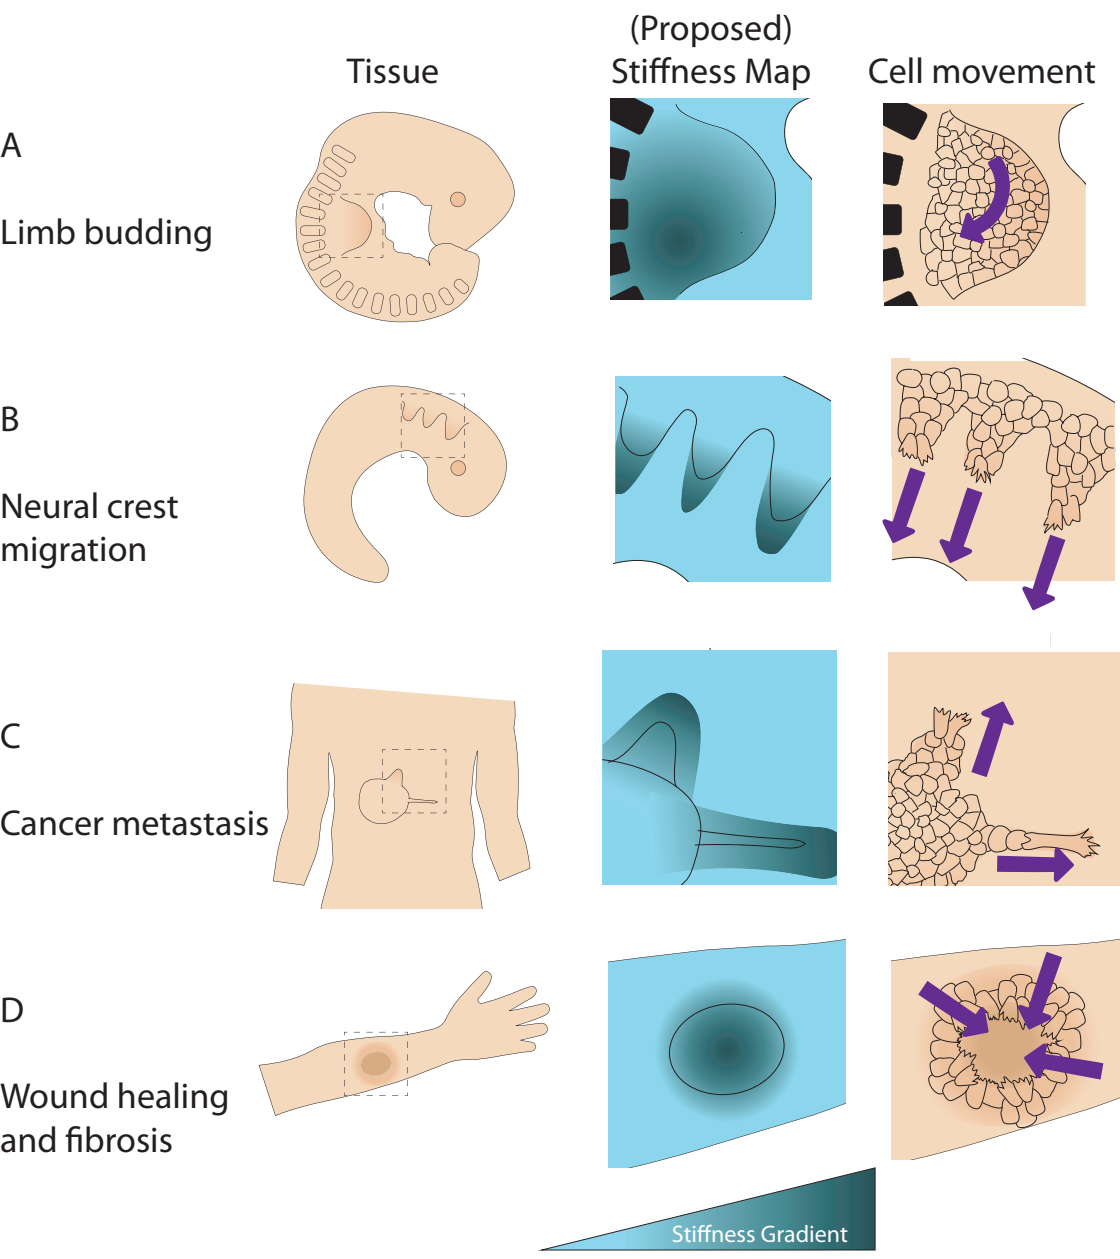 (Proposed)
Tissue Stiffness Map Cell movement
A
Limb budding
B
Neural crest
migration
C
Cancer metastasis
D
Wound healing
and fibrosis
Stiffness Gradient